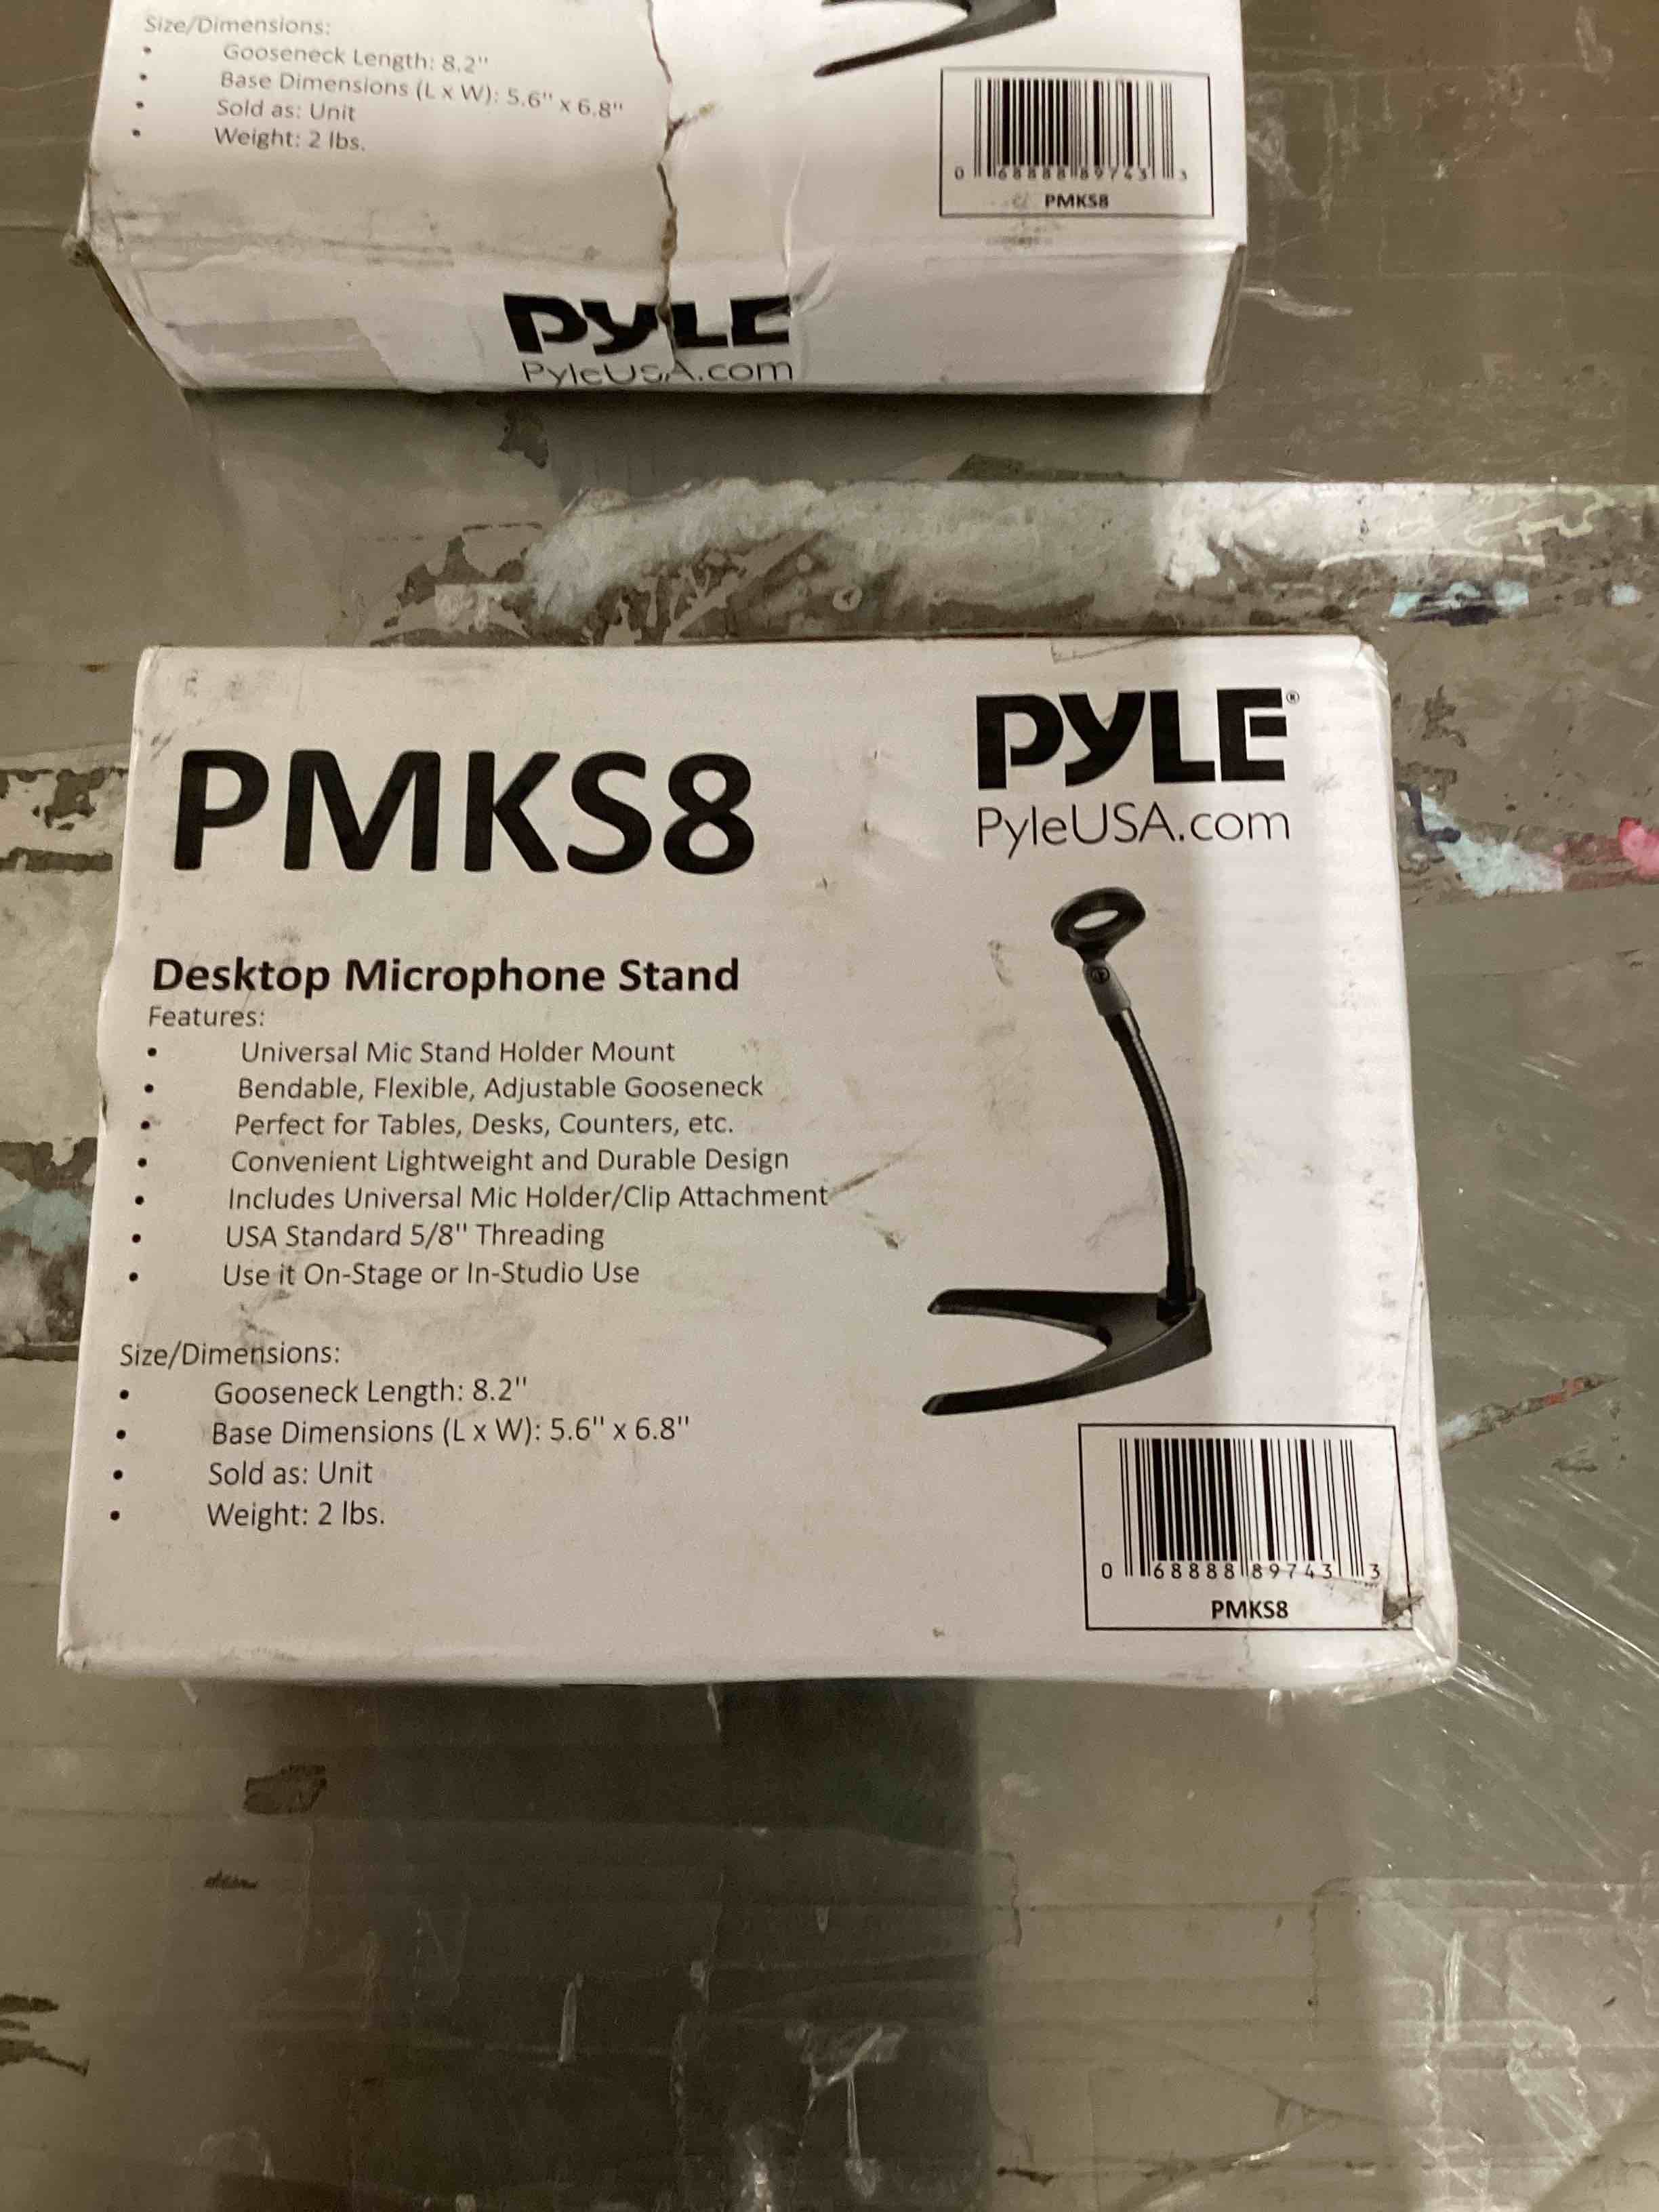 Size/Dimensions:
• Gooseneck Length: 8.2"
• Base Dimensions (L x W): 5.6" x 6.8"
• Sold as: Unit
• Weight: 2 lbs.
0 68888 89743 3
PMKS8
PYLE
PyleUSA.com
PMKS8
PYLE®
PyleUSA.com
Desktop Microphone Stand
Features:
• Universal Mic Stand Holder Mount
• Bendable, Flexible, Adjustable Gooseneck
• Perfect for Tables, Desks, Counters, etc.
• Convenient Lightweight and Durable Design
• Includes Universal Mic Holder/Clip Attachment
• USA Standard 5/8" Threading
• Use it On-Stage or In-Studio Use
Size/Dimensions:
• Gooseneck Length: 8.2"
• Base Dimensions (L x W): 5.6" x 6.8"
• Sold as: Unit
• Weight: 2 lbs.
0 68888 89743 3
PMKS8